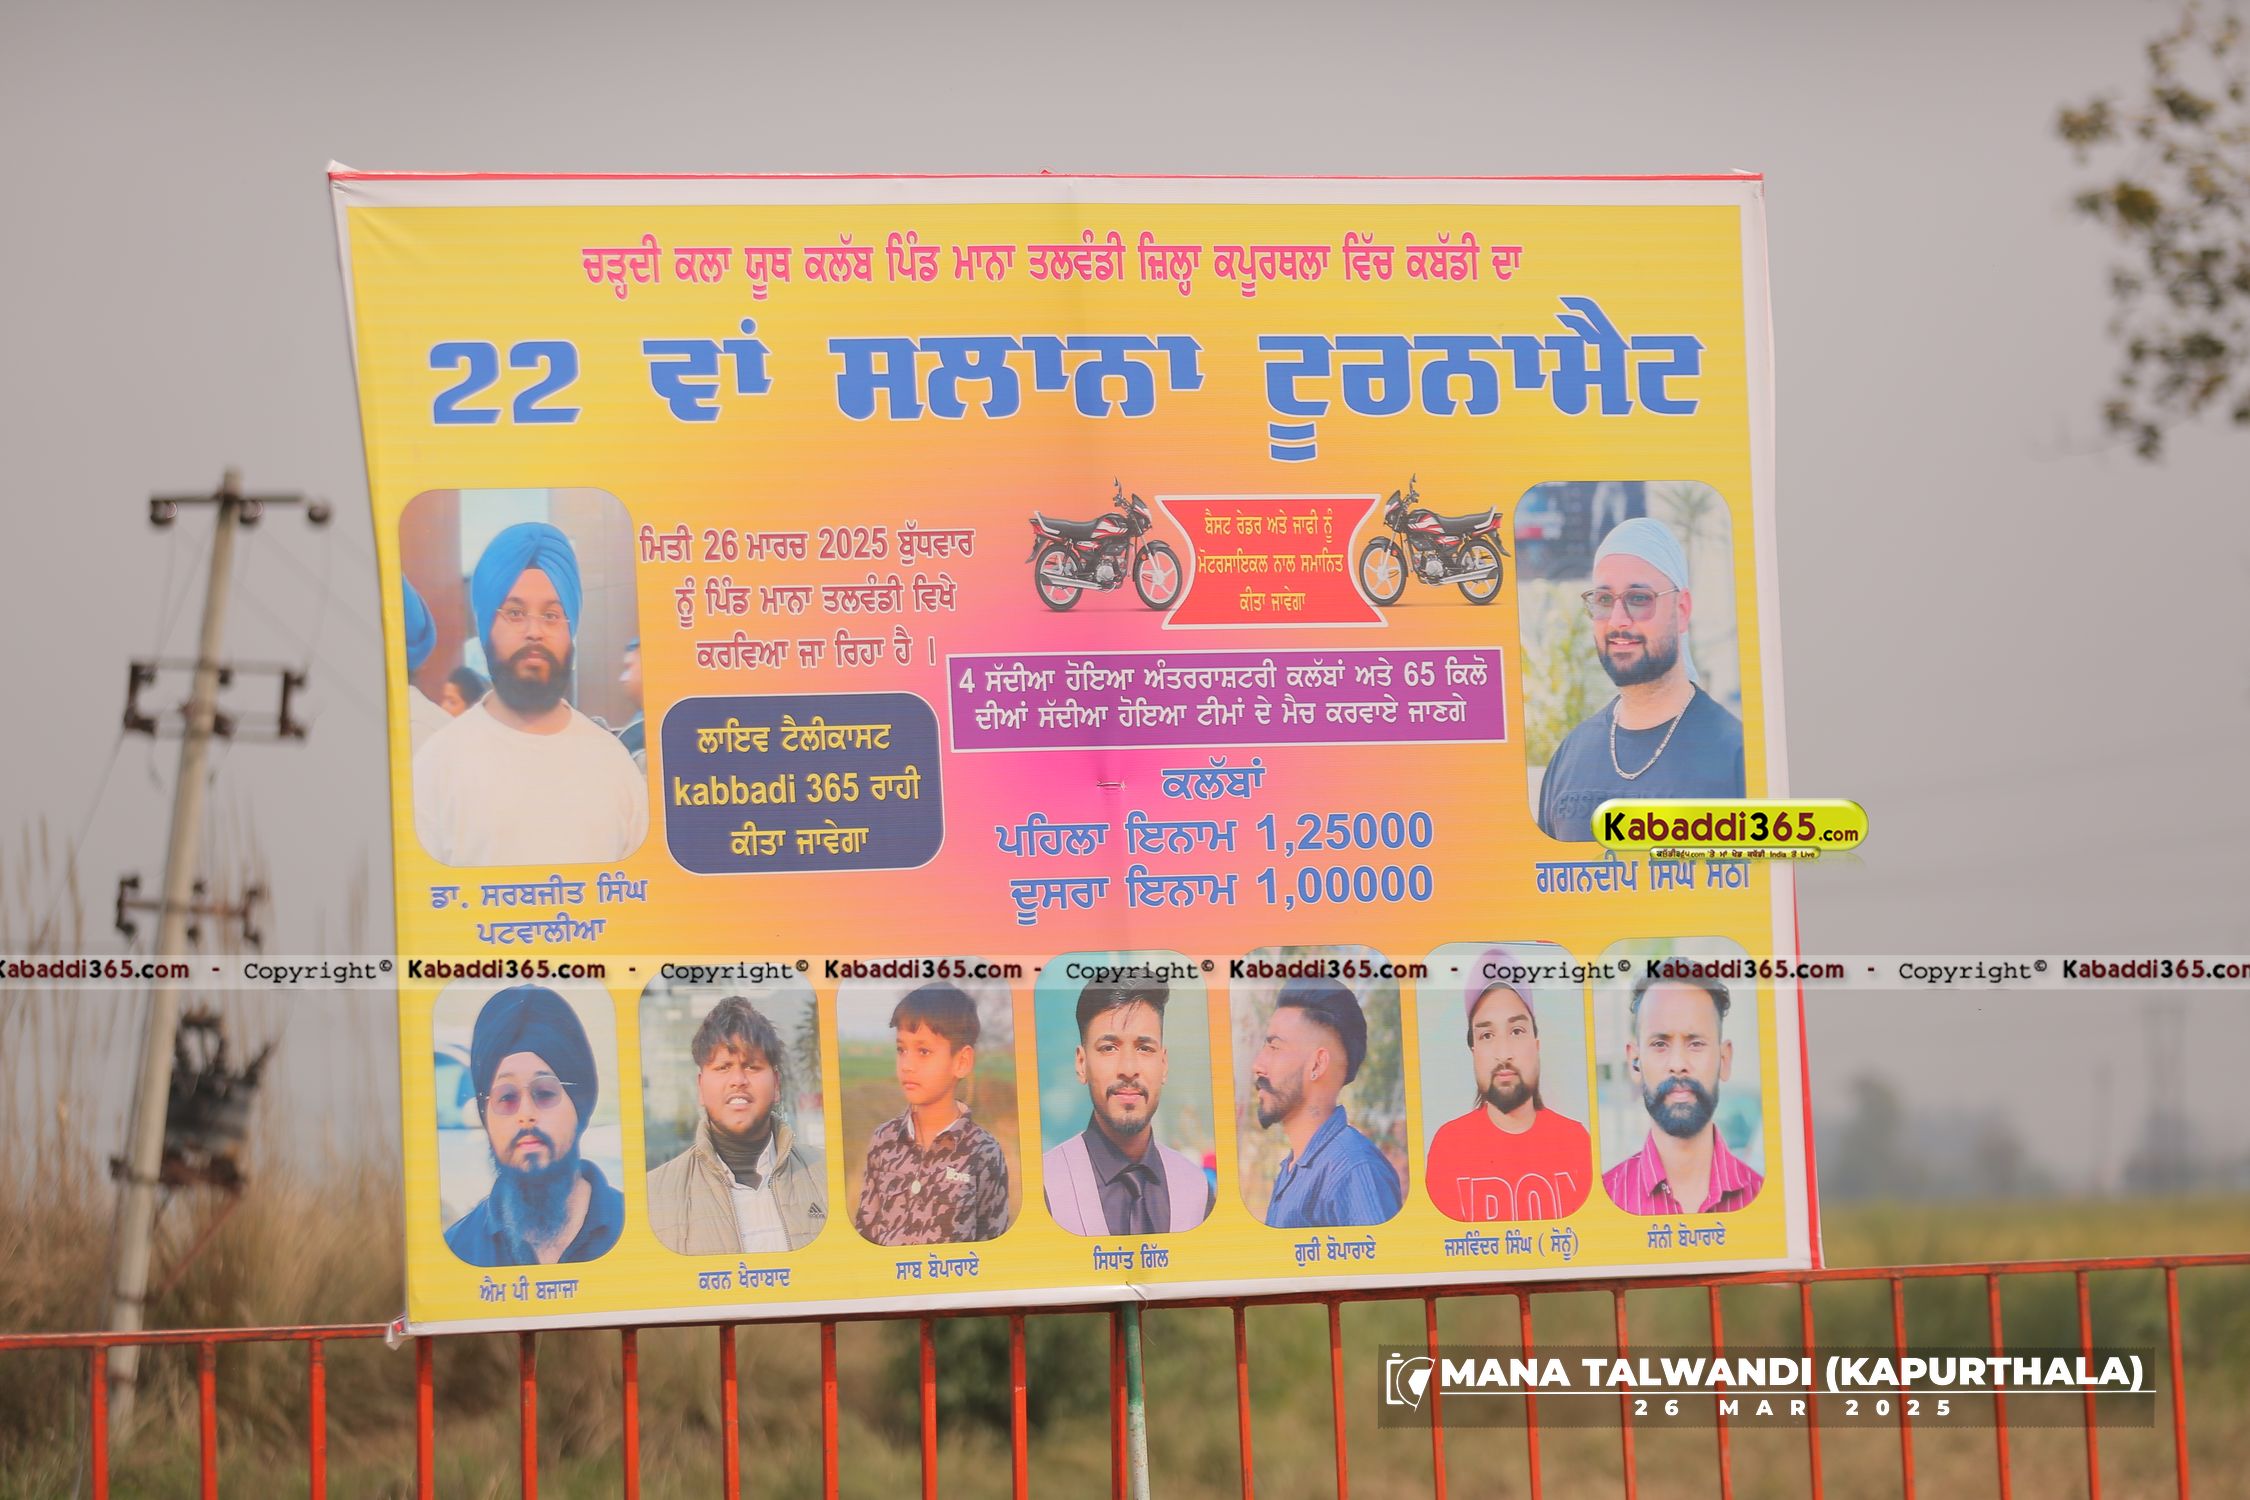 ਚੜ੍ਹਦੀ ਕਲਾ ਯੂਥ ਕਲੱਬ ਪਿੰਡ ਮਾਨਾ ਤਲਵੰਡੀ ਜ਼ਿਲ੍ਹਾ ਕਪੂਰਥਲਾ ਵਿੱਚ ਕਬੱਡੀ ਦਾ
22 ਵਾਂ ਸਲਾਨਾ ਟੂਰਨਾਮੈਟ
ਮਿਤੀ 26 ਮਾਰਚ 2025 ਬੁੱਧਵਾਰ
ਨੂੰ ਪਿੰਡ ਮਾਨਾ ਤਲਵੰਡੀ ਵਿਖੇ
ਕਰਵਿਆ ਜਾ ਰਿਹਾ ਹੈ ।
ਬੈਸਟ ਰੇਡਰ ਅਤੇ ਜਾਫੀ ਨੂੰ
ਮੋਟਰਸਾਇਕਲ ਨਾਲ ਸਮਾਨਿਤ
ਕੀਤਾ ਜਾਵੇਗਾ
4 ਸੱਦੀਆ ਹੋਇਆ ਅੰਤਰਰਾਸ਼ਟਰੀ ਕਲੱਬਾਂ ਅਤੇ 65 ਕਿਲੋ
ਦੀਆਂ ਸੱਦੀਆ ਹੋਇਆ ਟੀਮਾਂ ਦੇ ਮੈਚ ਕਰਵਾਏ ਜਾਣਗੇ
ਲਾਇਵ ਟੈਲੀਕਾਸਟ
kabbadi 365 ਰਾਹੀ
ਕੀਤਾ ਜਾਵੇਗਾ
ਕਲੱਬਾਂ
ਪਹਿਲਾ ਇਨਾਮ 1,25000
ਦੂਸਰਾ ਇਨਾਮ 1,00000
Kabaddi365.com
ਡਾ. ਸਰਬਜੀਤ ਸਿੰਘ
ਪਟਵਾਲੀਆ
ਗਗਨਦੀਪ ਸਿੰਘ
Kabaddi365.com - Copyright© Kabaddi365.com - Copyright© Kabaddi365.com - Copyright© Kabaddi365.com - Copyright© Kabaddi365.com - Copyright© Kabaddi365.com
ਐਮ ਪੀ ਬਜਾਜਾ
ਕਰਨ ਖੈਰਾਬਾਦ
ਸਾਬ ਬੋਪਾਰਾਏ
ਸਿਧਾਂਤ ਗਿੱਲ
ਗੁਰੀ ਬੋਪਾਰਾਏ
ਜਸਵਿੰਦਰ ਸਿੰਘ ( ਸੋਨੂੰ)
ਸੰਨੀ ਬੋਪਾਰਾਏ
MANA TALWANDI (KAPURTHALA)
26 MAR 2025